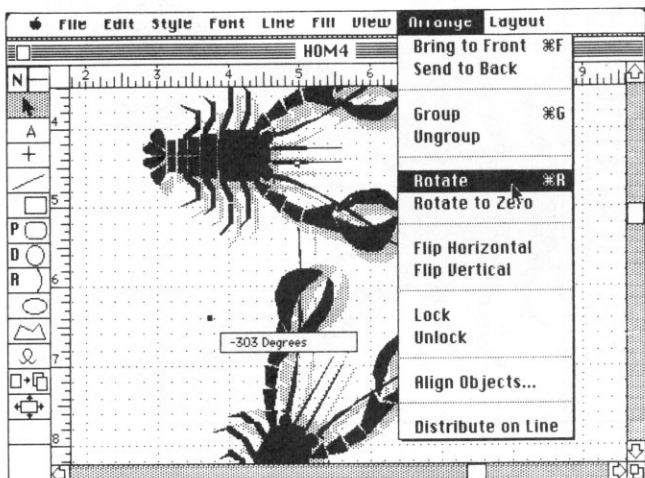 File Edit Style Font Line Fill View Arrange Layout
HOM4
N
2 3 4 5 6 9
4
5
6
7
8
A
P
D
R
Bring to Front ⌘F
Send to Back
Group ⌘G
Ungroup
Rotate ⌘R
Rotate to Zero
Flip Horizontal
Flip Vertical
Lock
Unlock
Align Objects...
Distribute on Line
-303 Degrees